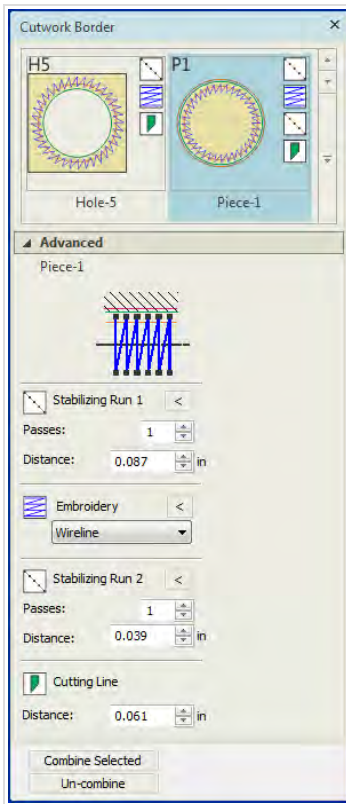 Cutwork Border ×
H5 P1
Hole-5 Piece-1
Advanced
Piece-1
Stabilizing Run 1 <
Passes: 1
Distance: 0.087 in
Embroidery <
Wireline
Stabilizing Run 2 <
Passes: 1
Distance: 0.039 in
Cutting Line
Distance: 0.061 in
Combine Selected
Un-combine